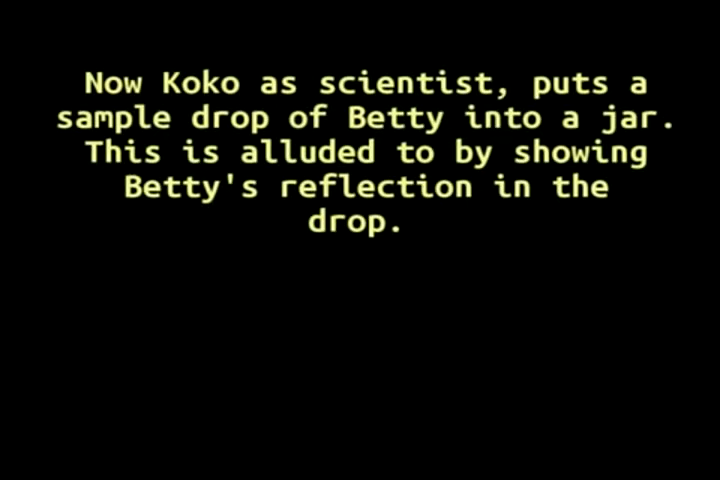 Now Koko as scientist, puts a
sample drop of Betty into a jar.
This is alluded to by showing
Betty's reflection in the
drop.